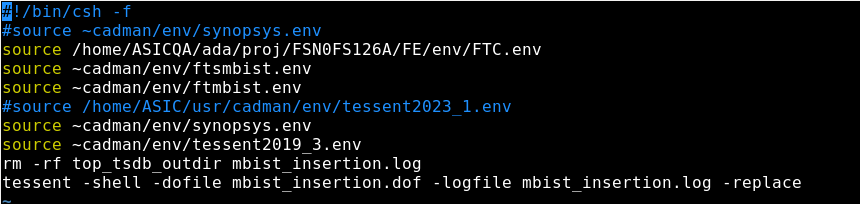 #!/bin/csh -f
#source ~cadman/env/synopsys.env
source /home/ASICQA/ada/proj/FSN0FS126A/FE/env/FTC.env
source ~cadman/env/ftsmbist.env
source ~cadman/env/ftmbist.env
#source /home/ASIC/usr/cadman/env/tessent2023_1.env
source ~cadman/env/synopsys.env
source ~cadman/env/tessent2019_3.env
rm -rf top_tsdb_outdir mbist_insertion.log
tessent -shell -dofile mbist_insertion.dof -logfile mbist_insertion.log -replace
~